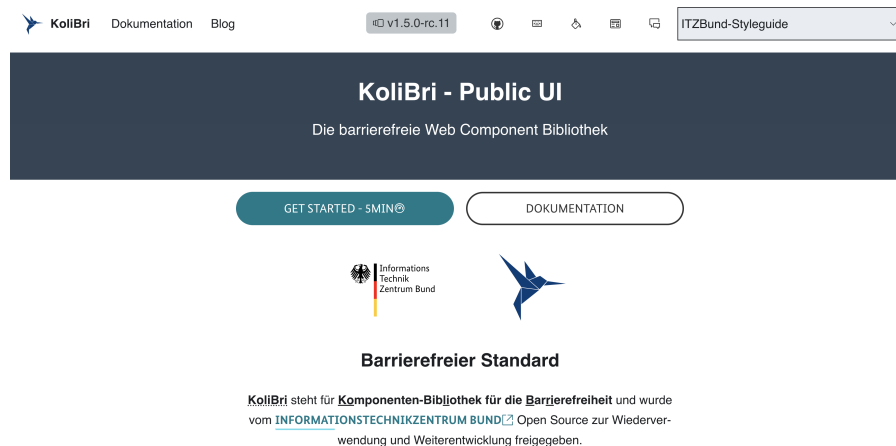 KoliBri Dokumentation Blog v1.5.0-rc.11 ITZBund-Styleguide
KoliBri - Public UI
Die barrierefreie Web Component Bibliothek
GET STARTED - 5MIN DOKUMENTATION
Informations
Technik
Zentrum Bund
Barrierefreier Standard
KoliBri steht für Komponenten-Bibliothek für die Barrierefreiheit und wurde
vom INFORMATIONSTECHNIKZENTRUM BUND Open Source zur Wiederver-
wendung und Weiterentwicklung freigegeben.